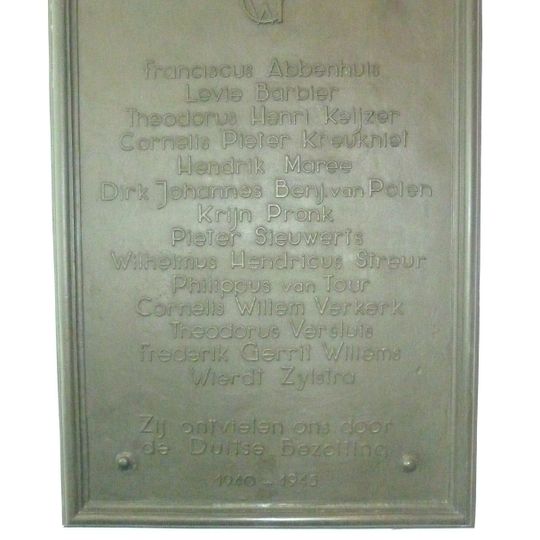 Franciscus Abbenhuis
Levie Barbier
Theodorus Henri Keijzer
Cornelis Pieter Kreukniet
Hendrik Maree
Dirk Johannes Benj. van Polen
Krijn Pronk
Pieter Sieuwerts
Wilhelmus Hendricus Streur
Philippus van Tour
Cornelis Willem Verkerk
Theodorus Versluis
Frederik Gerrit Willems
Wierdt Zylstra
Zij ontvielen ons door
de Duitse Bezetting
1940 - 1945